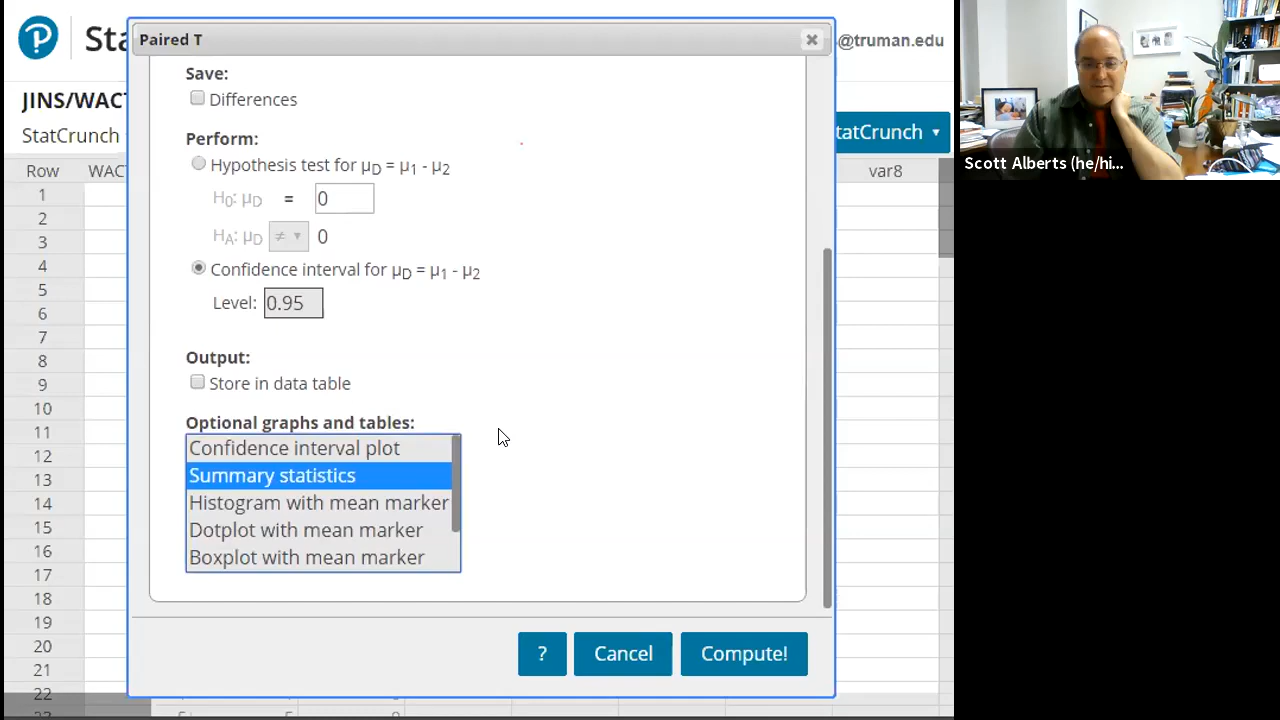 Paired T
Sta
@truman.edu
JINS/WACT
StatCrunch
tatCrunch
Save:
Differences
Perform:
Hypothesis test for μD = μ1 - μ2
H0: μD = 0
HA: μD ≠ 0
Confidence interval for μD = μ1 - μ2
Level: 0.95
Output:
Store in data table
Optional graphs and tables:
Confidence interval plot
Summary statistics
Histogram with mean marker
Dotplot with mean marker
Boxplot with mean marker
? Cancel Compute!
Row WAC var8
1
2
3
4
5
6
7
8
9
10
11
12
13
14
15
16
17
18
19
20
21
22
Scott Alberts (he/hi...